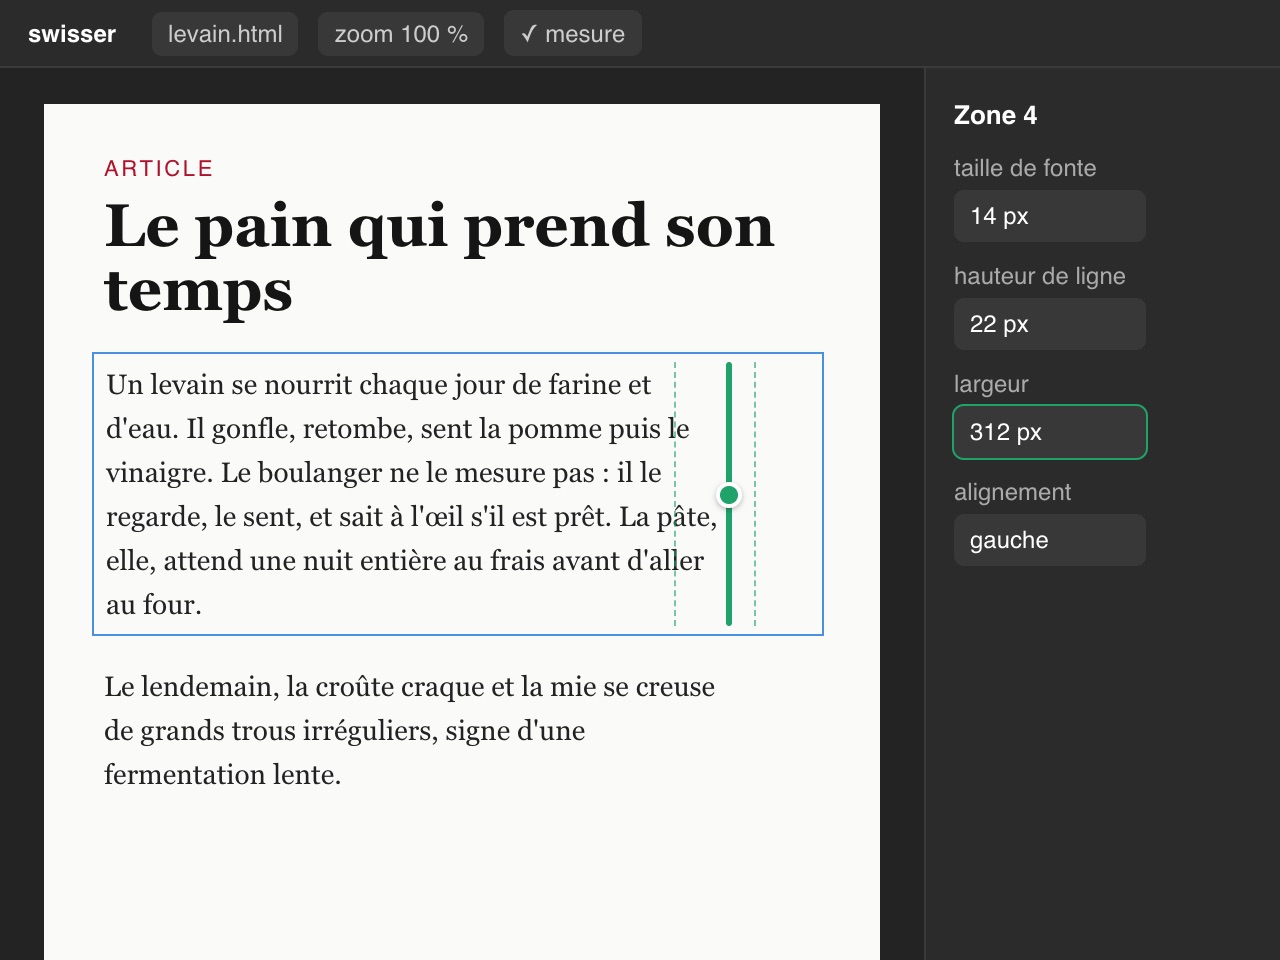 swisser
levain.html
zoom 100 %
✓ mesure
ARTICLE
Le pain qui prend son
temps
Un levain se nourrit chaque jour de farine et
d'eau. Il gonfle, retombe, sent la pomme puis le
vinaigre. Le boulanger ne le mesure pas : il le
regarde, le sent, et sait à l'œil s'il est prêt. La pâte,
elle, attend une nuit entière au frais avant d'aller
au four.
Le lendemain, la croûte craque et la mie se creuse
de grands trous irréguliers, signe d'une
fermentation lente.
Zone 4
taille de fonte
14 px
hauteur de ligne
22 px
largeur
312 px
alignement
gauche